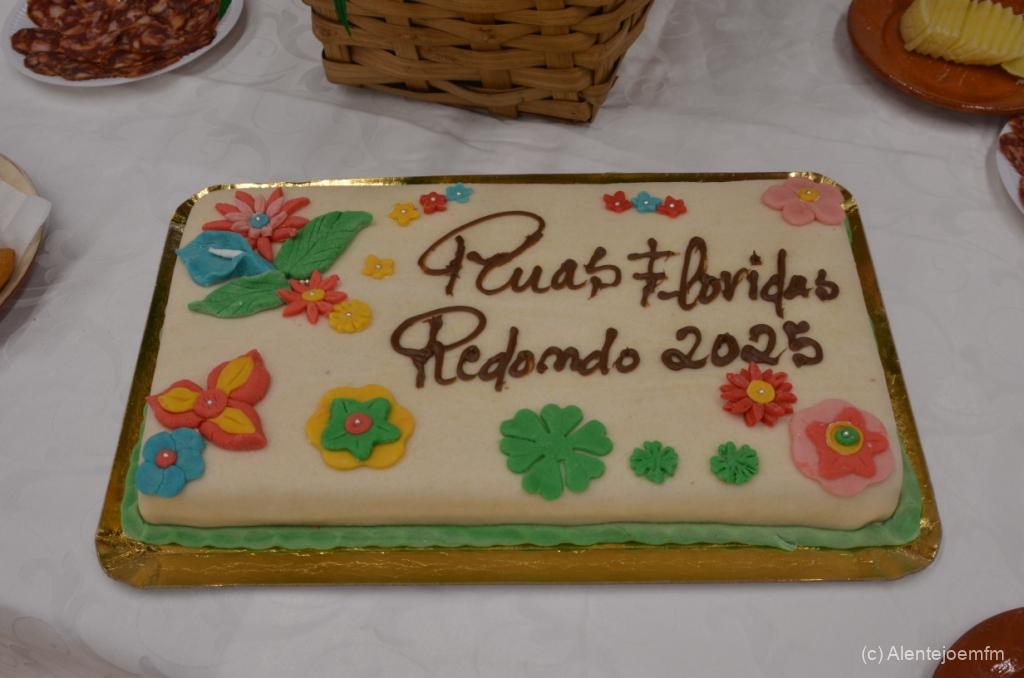 Ruas Floridas
Redondo 2025
(c) Alentejoemfm